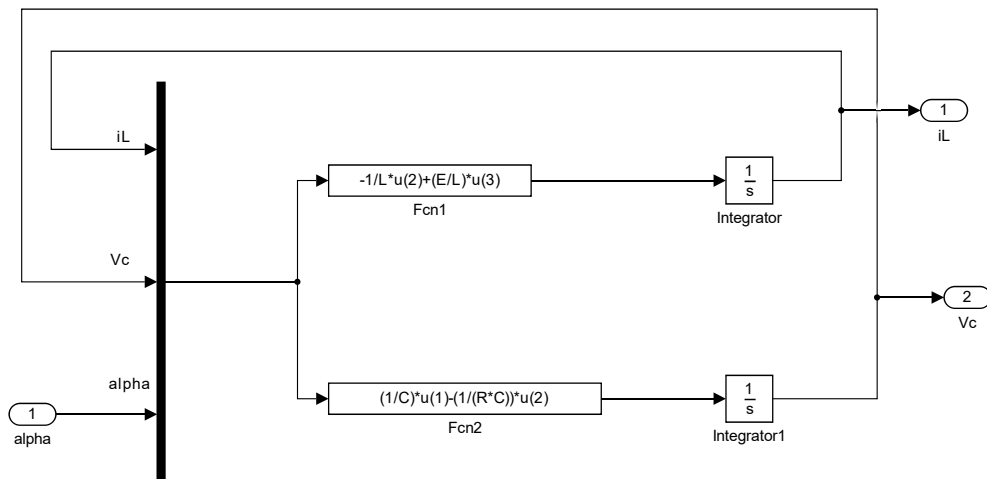 iL
1
iL
-1/L*u(2)+(E/L)*u(3)
Fcn1
1
s
Integrator
Vc
2
Vc
alpha
1
alpha
(1/C)*u(1)-(1/(R*C))*u(2)
Fcn2
1
s
Integrator1